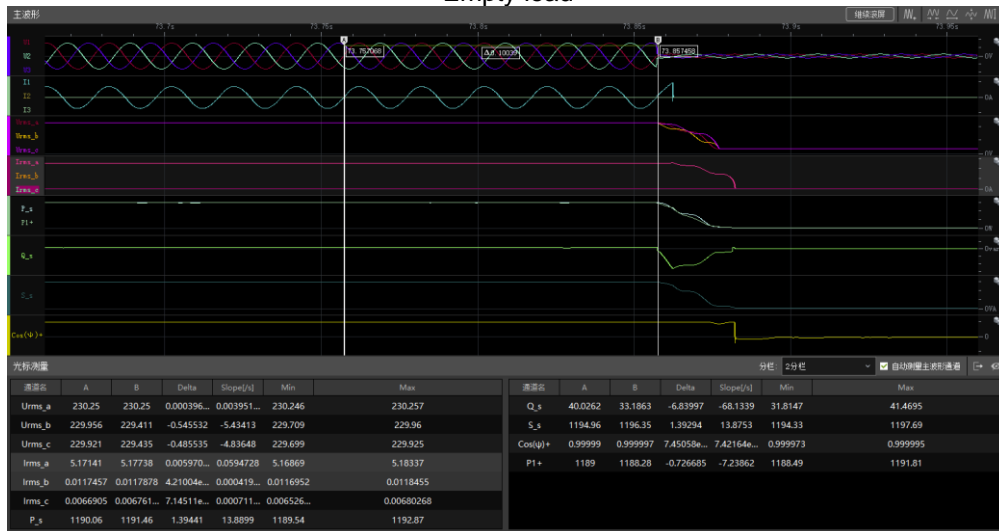 Empty load
主波形
继续滚屏
73.7s 73.75s 73.8s 73.85s 73.9s 73.95s
U1
U2
U3
73.757068
Δ:0.10039
73.857458
0V
I1
I2
I3
0A
Urms_a
Urms_b
Urms_c
0V
Irms_a
Irms_b
Irms_c
0A
P_s
P1+
0W
Q_s
0var
S_s
0VA
Cos(ψ)+
0
光标测量
分栏: 2分栏
自动测量主波形通道
通道名 A B Delta Slope[/s] Min Max
Urms_a 230.25 230.25 0.000396... 0.003951... 230.246 230.257
Urms_b 229.956 229.411 -0.545532 -5.43413 229.709 229.96
Urms_c 229.921 229.435 -0.485535 -4.83648 229.699 229.925
Irms_a 5.17141 5.17738 0.005970... 0.0594728 5.16869 5.18337
Irms_b 0.0117457 0.0117878 4.21004e... 0.000419... 0.0116952 0.0118455
Irms_c 0.0066905 0.006761... 7.14511e... 0.000711... 0.006526... 0.00680268
P_s 1190.06 1191.46 1.39441 13.8899 1189.54 1192.87
通道名 A B Delta Slope[/s] Min Max
Q_s 40.0262 33.1863 -6.83997 -68.1339 31.8147 41.4695
S_s 1194.96 1196.35 1.39294 13.8753 1194.33 1197.69
Cos(ψ)+ 0.99999 0.999997 7.45058e... 7.42164e... 0.999973 0.999995
P1+ 1189 1188.28 -0.726685 -7.23862 1188.49 1191.81